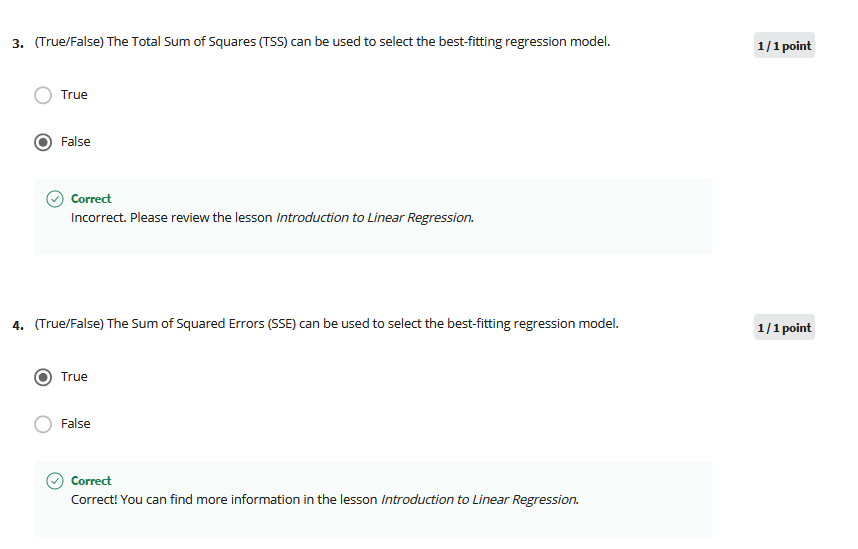 3. (True/False) The Total Sum of Squares (TSS) can be used to select the best-fitting regression model.
1 / 1 point
True
False
Correct
Incorrect. Please review the lesson Introduction to Linear Regression.
4. (True/False) The Sum of Squared Errors (SSE) can be used to select the best-fitting regression model.
1 / 1 point
True
False
Correct
Correct! You can find more information in the lesson Introduction to Linear Regression.